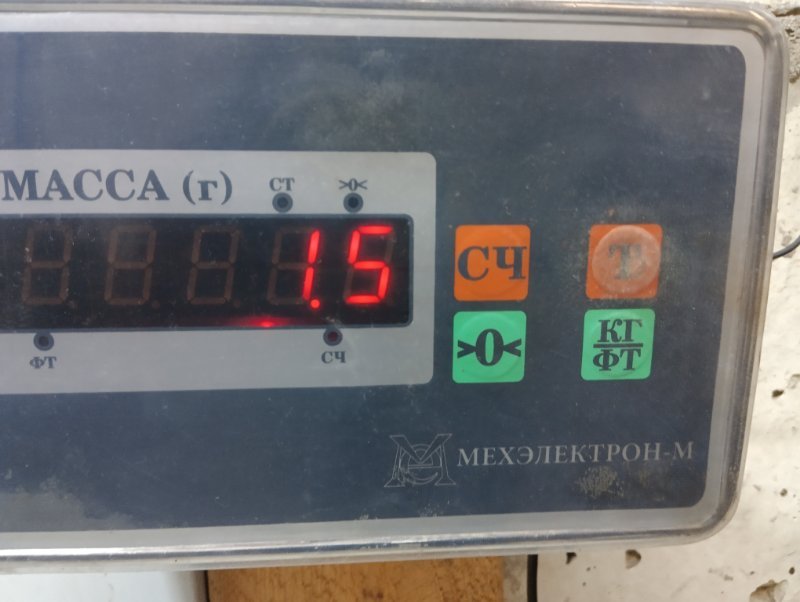 МАССА (г)
СТ
>0<
1.5
ФТ
СЧ
СЧ
Т
>0<
КГ
ФТ
МЕХЭЛЕКТРОН-М